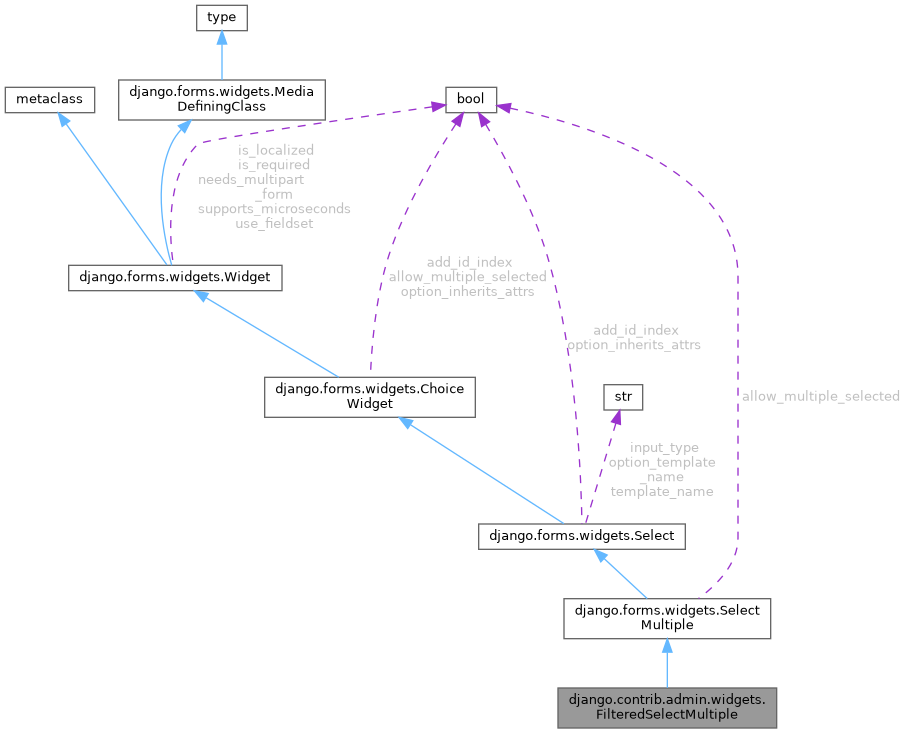 type
django.forms.widgets.Media
DefiningClass
metaclass
bool
is_localized
is_required
needs_multipart
_form
supports_microseconds
use_fieldset
django.forms.widgets.Widget
add_id_index
allow_multiple_selected
option_inherits_attrs
add_id_index
option_inherits_attrs
django.forms.widgets.Choice
Widget
str
allow_multiple_selected
input_type
option_template
_name
template_name
django.forms.widgets.Select
django.forms.widgets.Select
Multiple
django.contrib.admin.widgets.
FilteredSelectMultiple